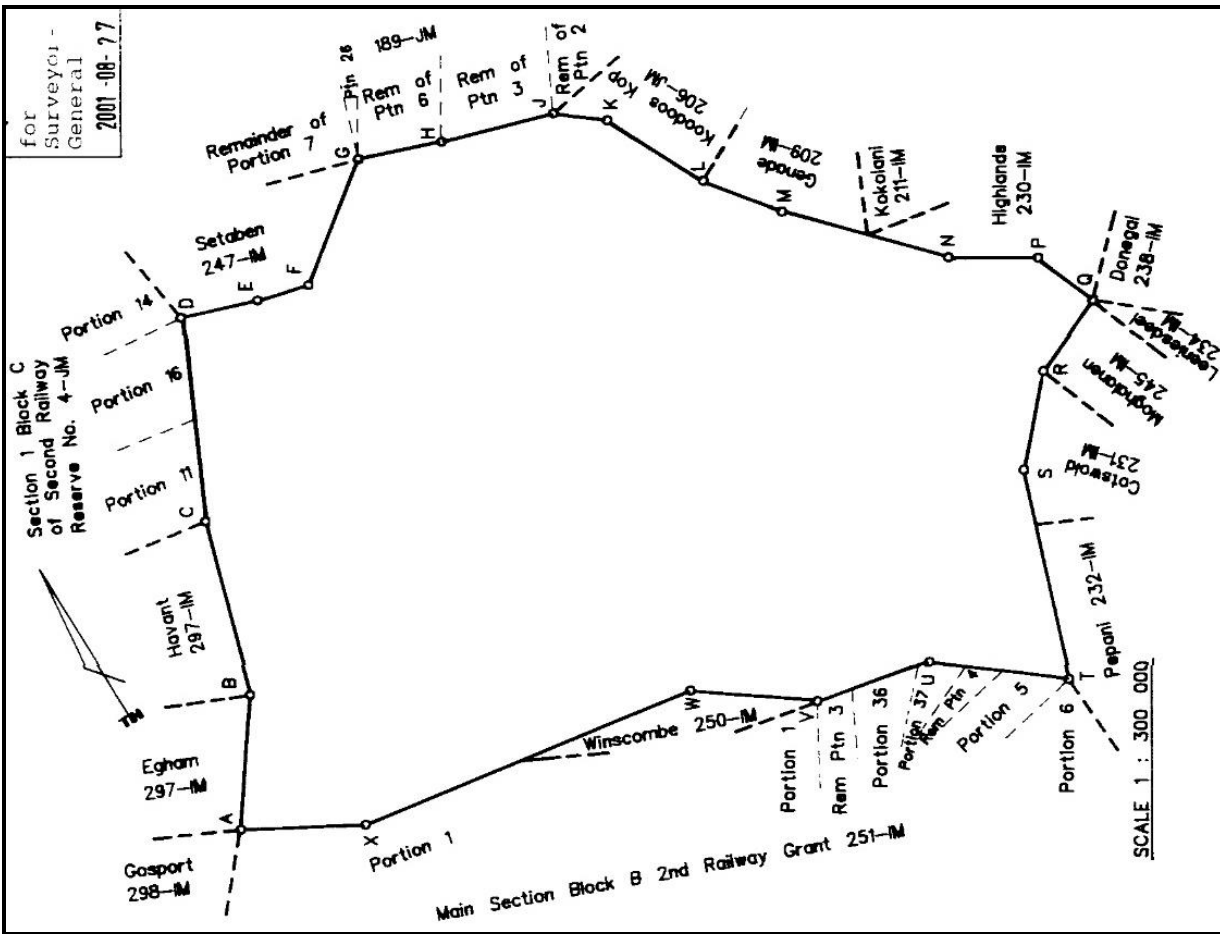 for
Surveyor-
General
2001-08-
Section 1 Block C
of Second Railway
Reserve No. 4-JM
TM
Gosport
298-IM
Egham
297-IM
Havant
297-IM
Portion 11
Portion 16
Portion 14
Setaben
247-IM
Remainder of
Portion 7
Ptn 26
189-JM
Rem of
Ptn 6
Rem of
Ptn 3
Rem of
Ptn 2
Koodoos Kop
206-JM
Genade
209-IM
Kokolani
211-IM
Highlands
230-IM
Donegal
238-IM
Leeniesdeel
234-IM
Moghalanen
245-IM
Cotswold
231-IM
Pepani 232-IM
Portion 6
Portion 5
Rem Ptn 4
Portion 37
Portion 36
Rem Ptn 3
Portion 1
Winscombe 250-IM
Portion 1
Main Section Block B 2nd Railway Grant 251-IM
A
B
C
D
E
F
G
H
J
K
L
M
N
P
Q
R
S
T
U
V
W
X
SCALE 1 : 300 000